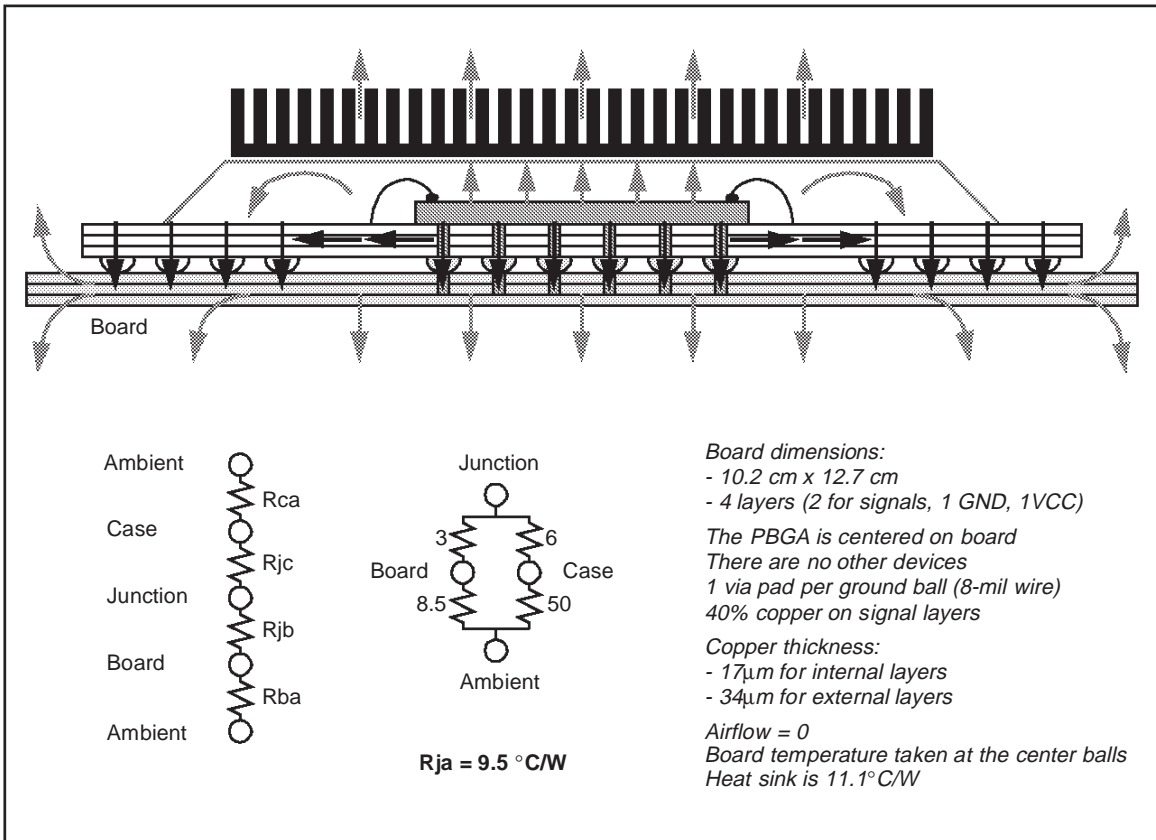 Board
Ambient
Rca
Case
Rjc
Junction
Rjb
Board
Rba
Ambient
Junction
3
6
Board
Case
8.5
50
Ambient
Rja = 9.5 °C/W
Board dimensions:
- 10.2 cm x 12.7 cm
- 4 layers (2 for signals, 1 GND, 1VCC)
The PBGA is centered on board
There are no other devices
1 via pad per ground ball (8-mil wire)
40% copper on signal layers
Copper thickness:
- 17μm for internal layers
- 34μm for external layers
Airflow = 0
Board temperature taken at the center balls
Heat sink is 11.1°C/W